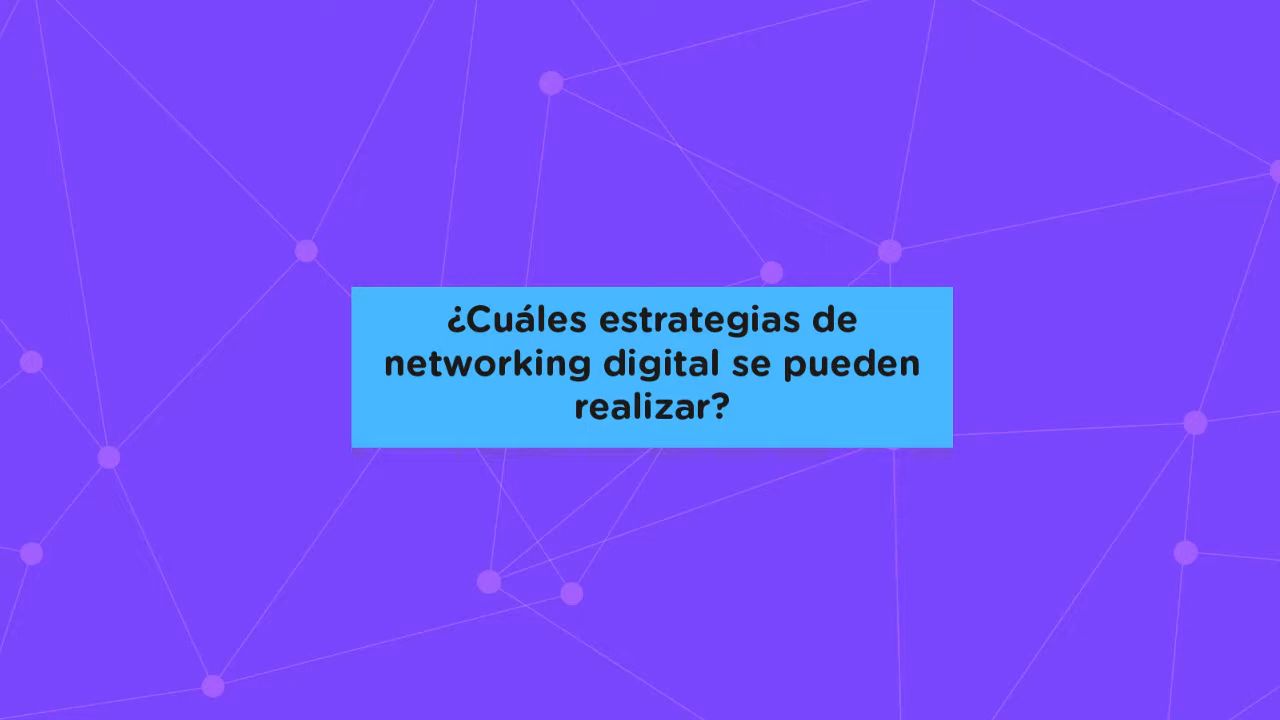 ¿Cuáles estrategias de
networking digital se pueden
realizar?